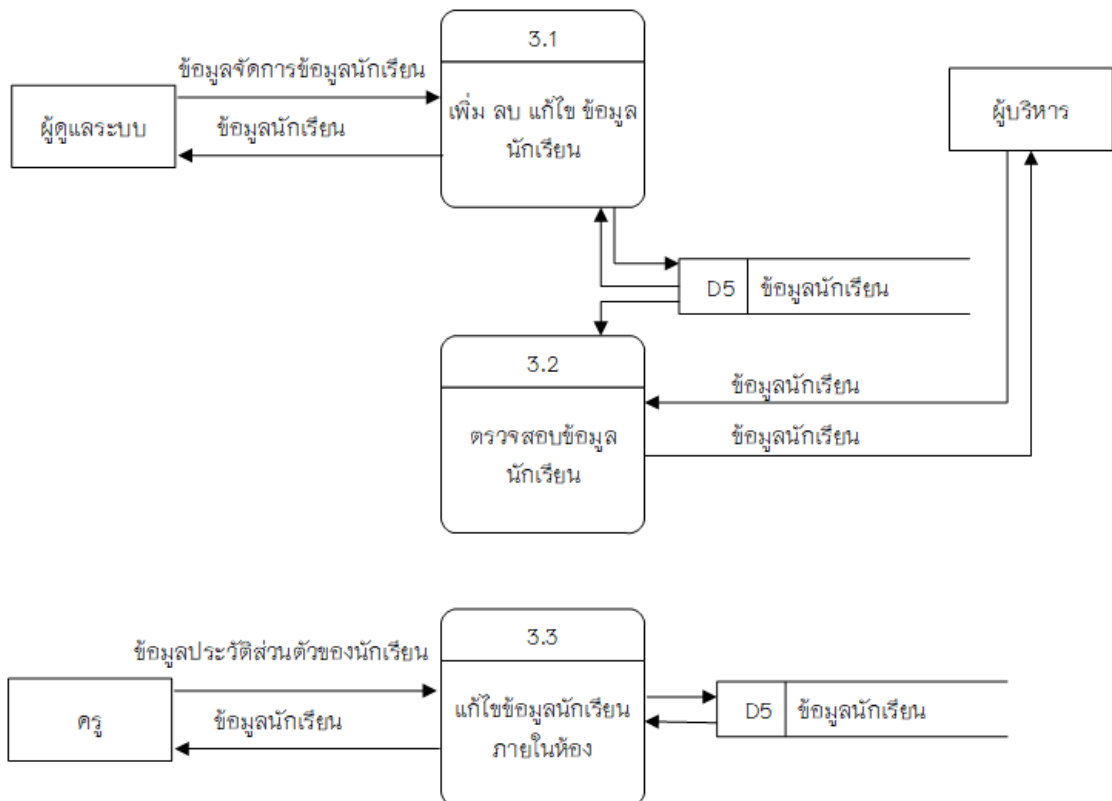 3.1
ข้อมูลจัดการข้อมูลนักเรียน
ผู้ดูแลระบบ
ข้อมูลนักเรียน
เพิ่ม ลบ แก้ไข ข้อมูล
นักเรียน
ผู้บริหาร
D5 ข้อมูลนักเรียน
3.2
ข้อมูลนักเรียน
ตรวจสอบข้อมูล
นักเรียน
ข้อมูลนักเรียน
3.3
ข้อมูลประวัติส่วนตัวของนักเรียน
ครู
ข้อมูลนักเรียน
แก้ไขข้อมูลนักเรียน
ภายในห้อง
D5 ข้อมูลนักเรียน